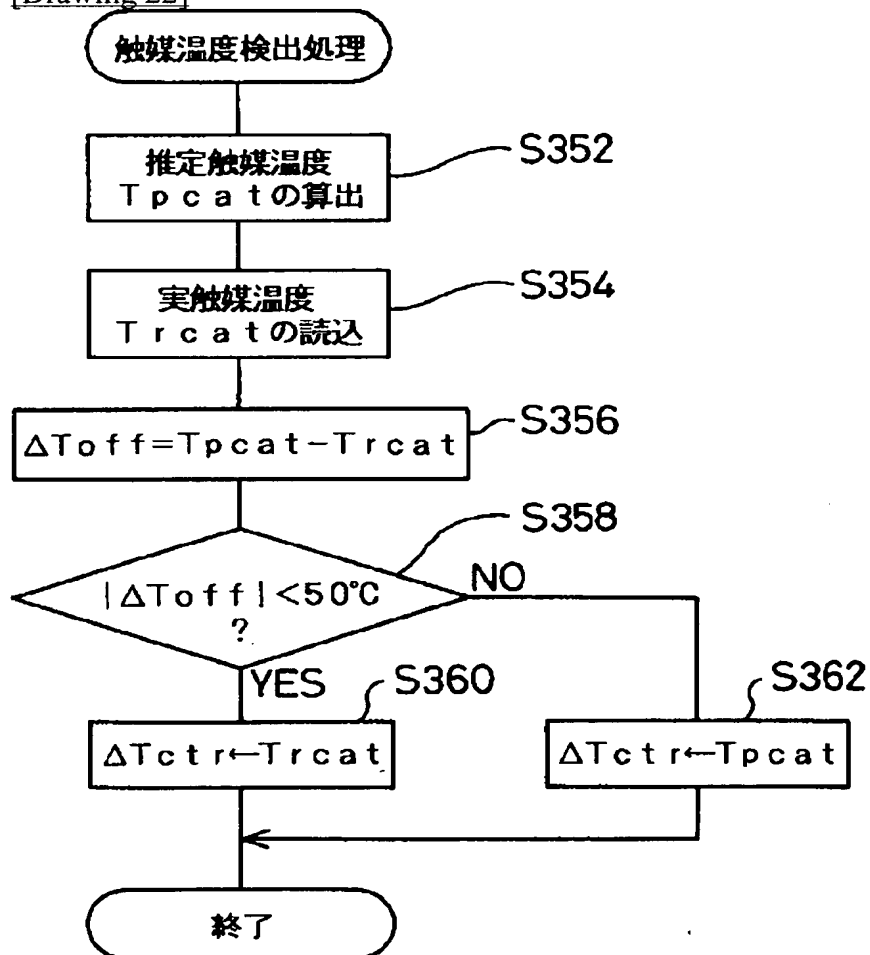 [Drawing 22]
触媒温度検出処理
推定触媒温度
Tpcatの算出
S352
実触媒温度
Trcatの読込
S354
ΔToff=Tpcat-Trcat
S356
S358
|ΔToff|<50℃
?
NO
YES
S360
S362
ΔTctr←Trcat
ΔTctr←Tpcat
終了